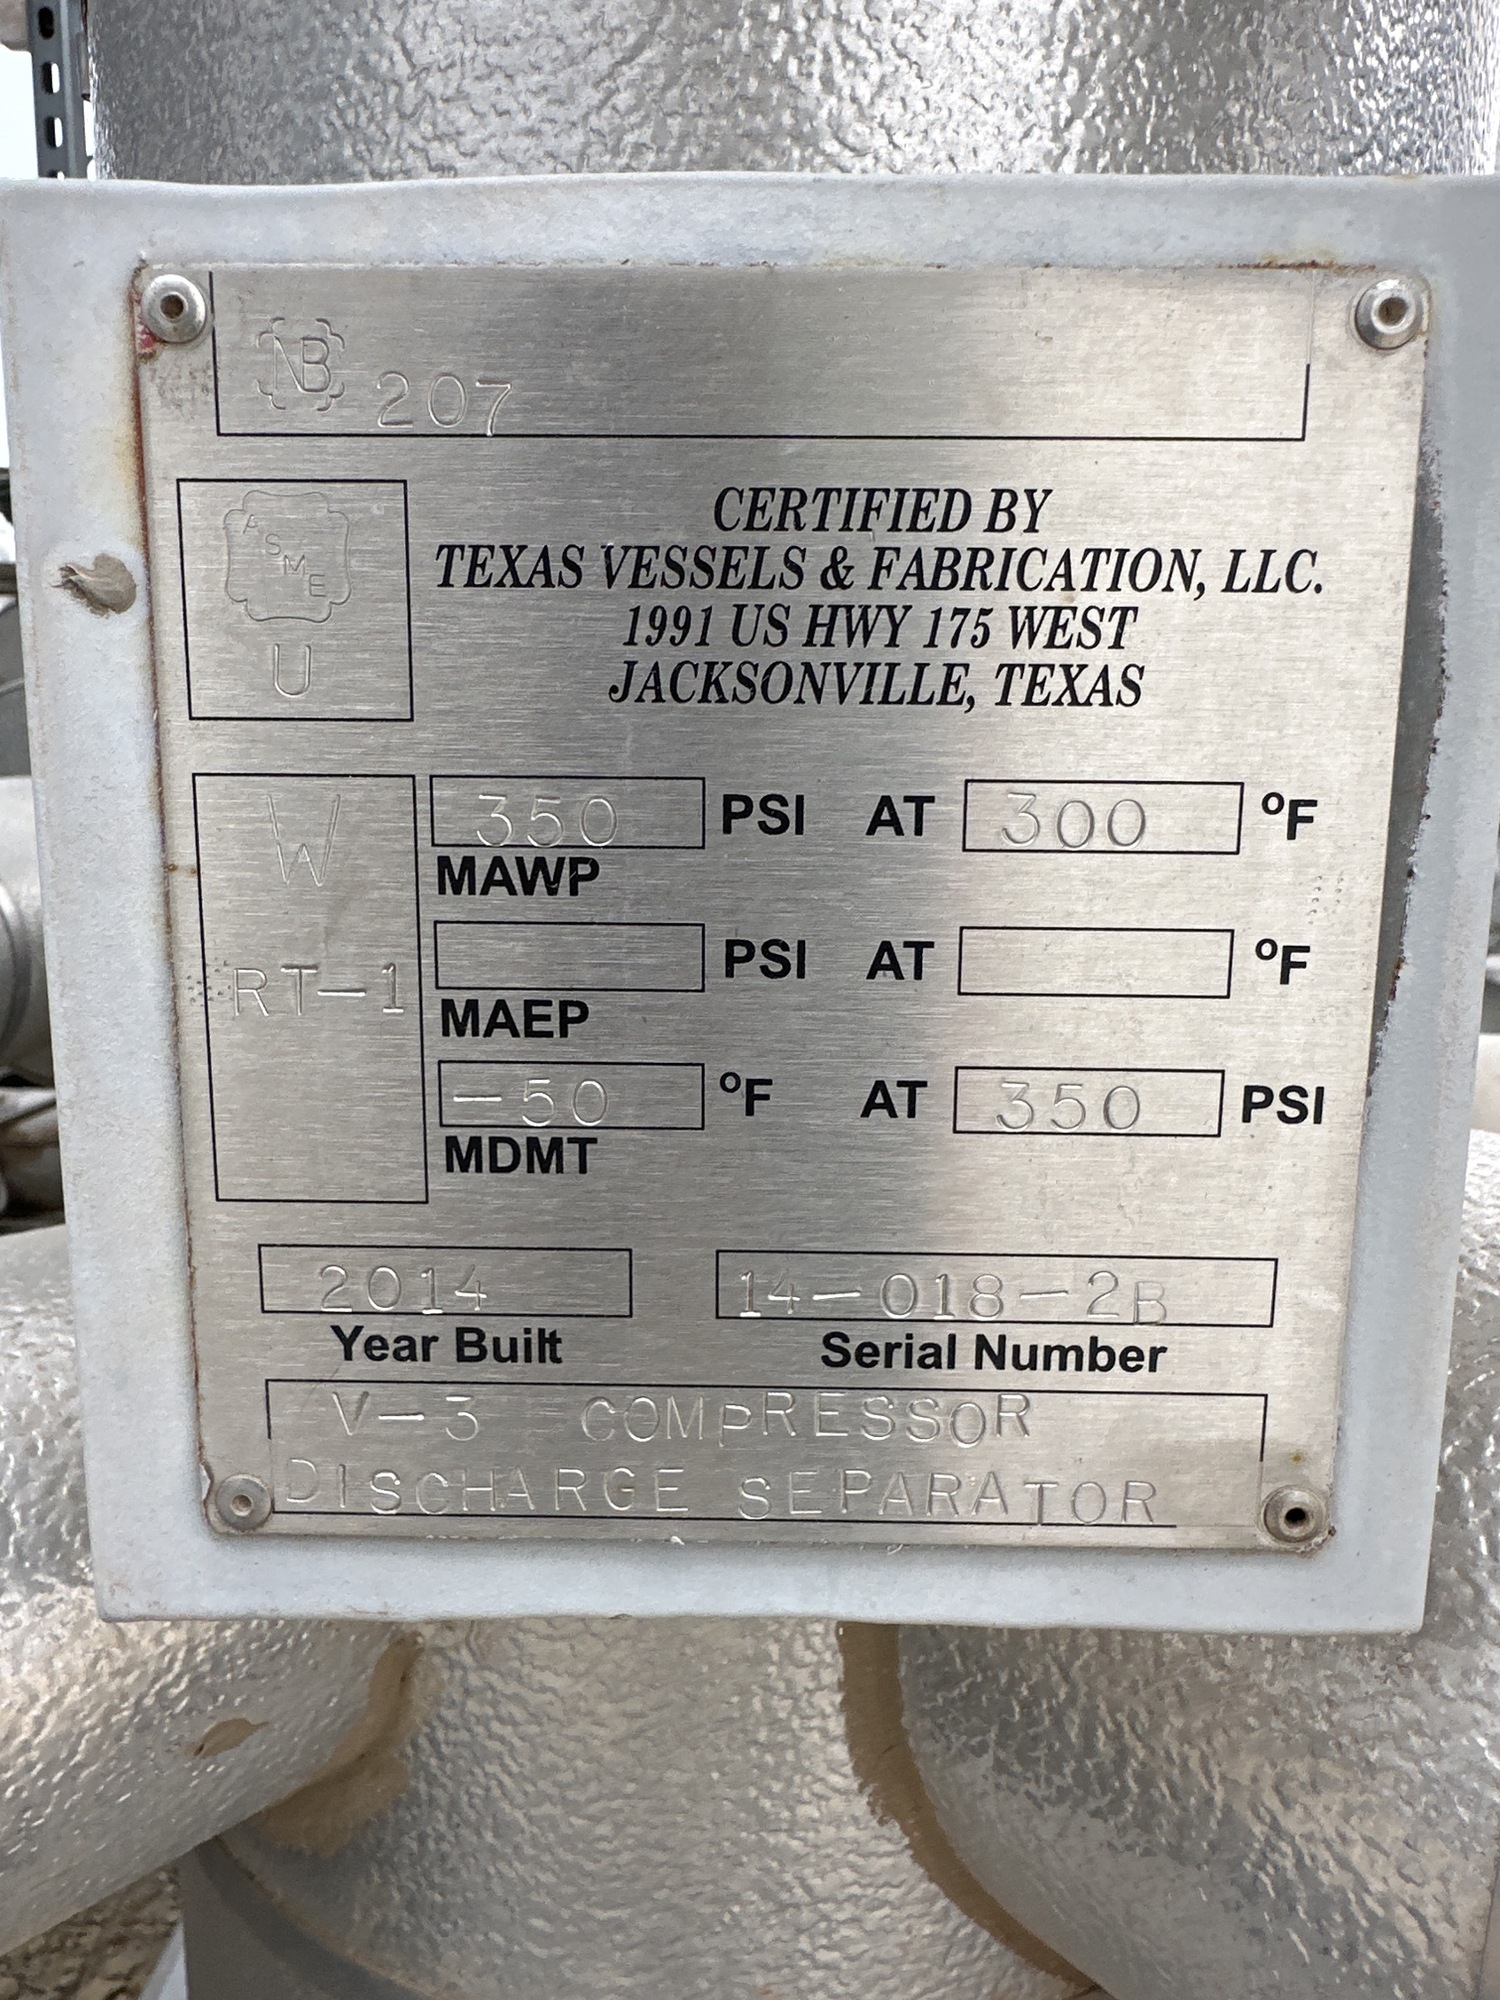 NB 207
ASME
U
CERTIFIED BY
TEXAS VESSELS & FABRICATION, LLC.
1991 US HWY 175 WEST
JACKSONVILLE, TEXAS
W
RT-1
350 PSI AT 300 °F
MAWP
PSI AT °F
MAEP
-50 °F AT 350 PSI
MDMT
2014 14-018-2B
Year Built Serial Number
V-3 COMPRESSOR
DISCHARGE SEPARATOR